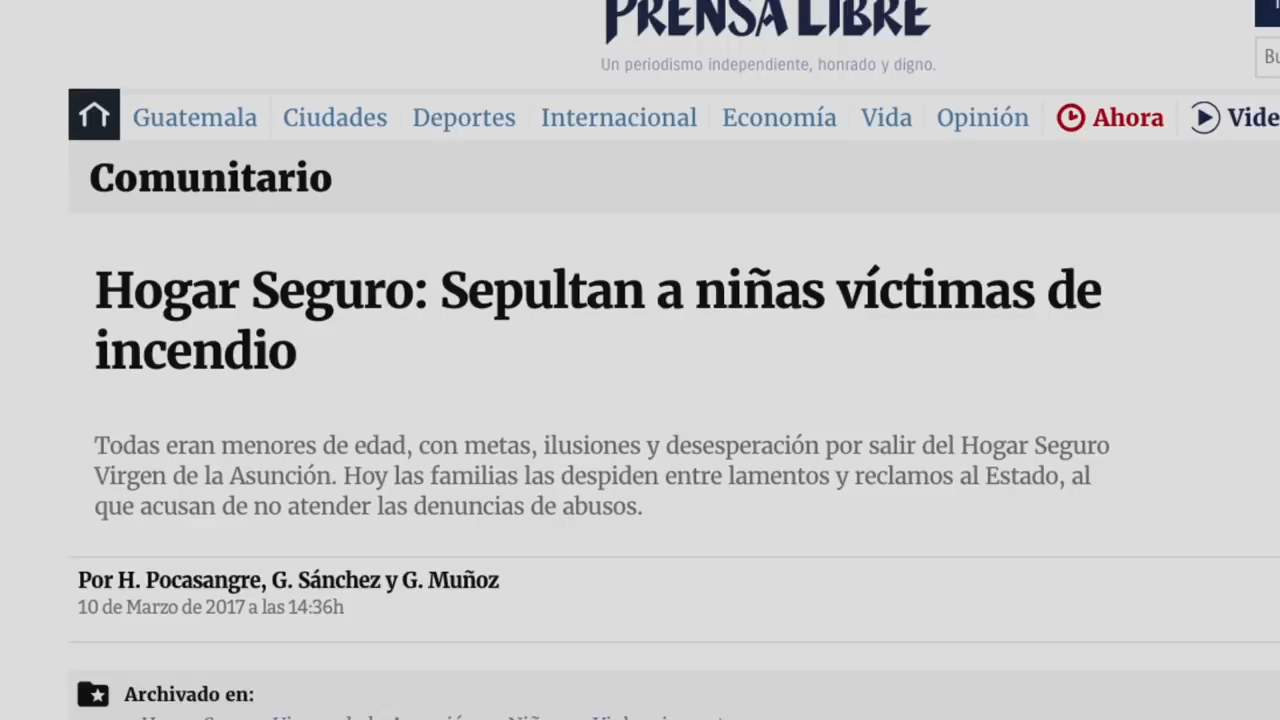 PRENSA LIBRE
Un periodismo independiente, honrado y digno.
Guatemala Ciudades Deportes Internacional Economía Vida Opinión Ahora Vide
Comunitario
Hogar Seguro: Sepultan a niñas víctimas de
incendio
Todas eran menores de edad, con metas, ilusiones y desesperación por salir del Hogar Seguro
Virgen de la Asunción. Hoy las familias las despiden entre lamentos y reclamos al Estado, al
que acusan de no atender las denuncias de abusos.
Por H. Pocasangre, G. Sánchez y G. Muñoz
10 de Marzo de 2017 a las 14:36h
Archivado en: